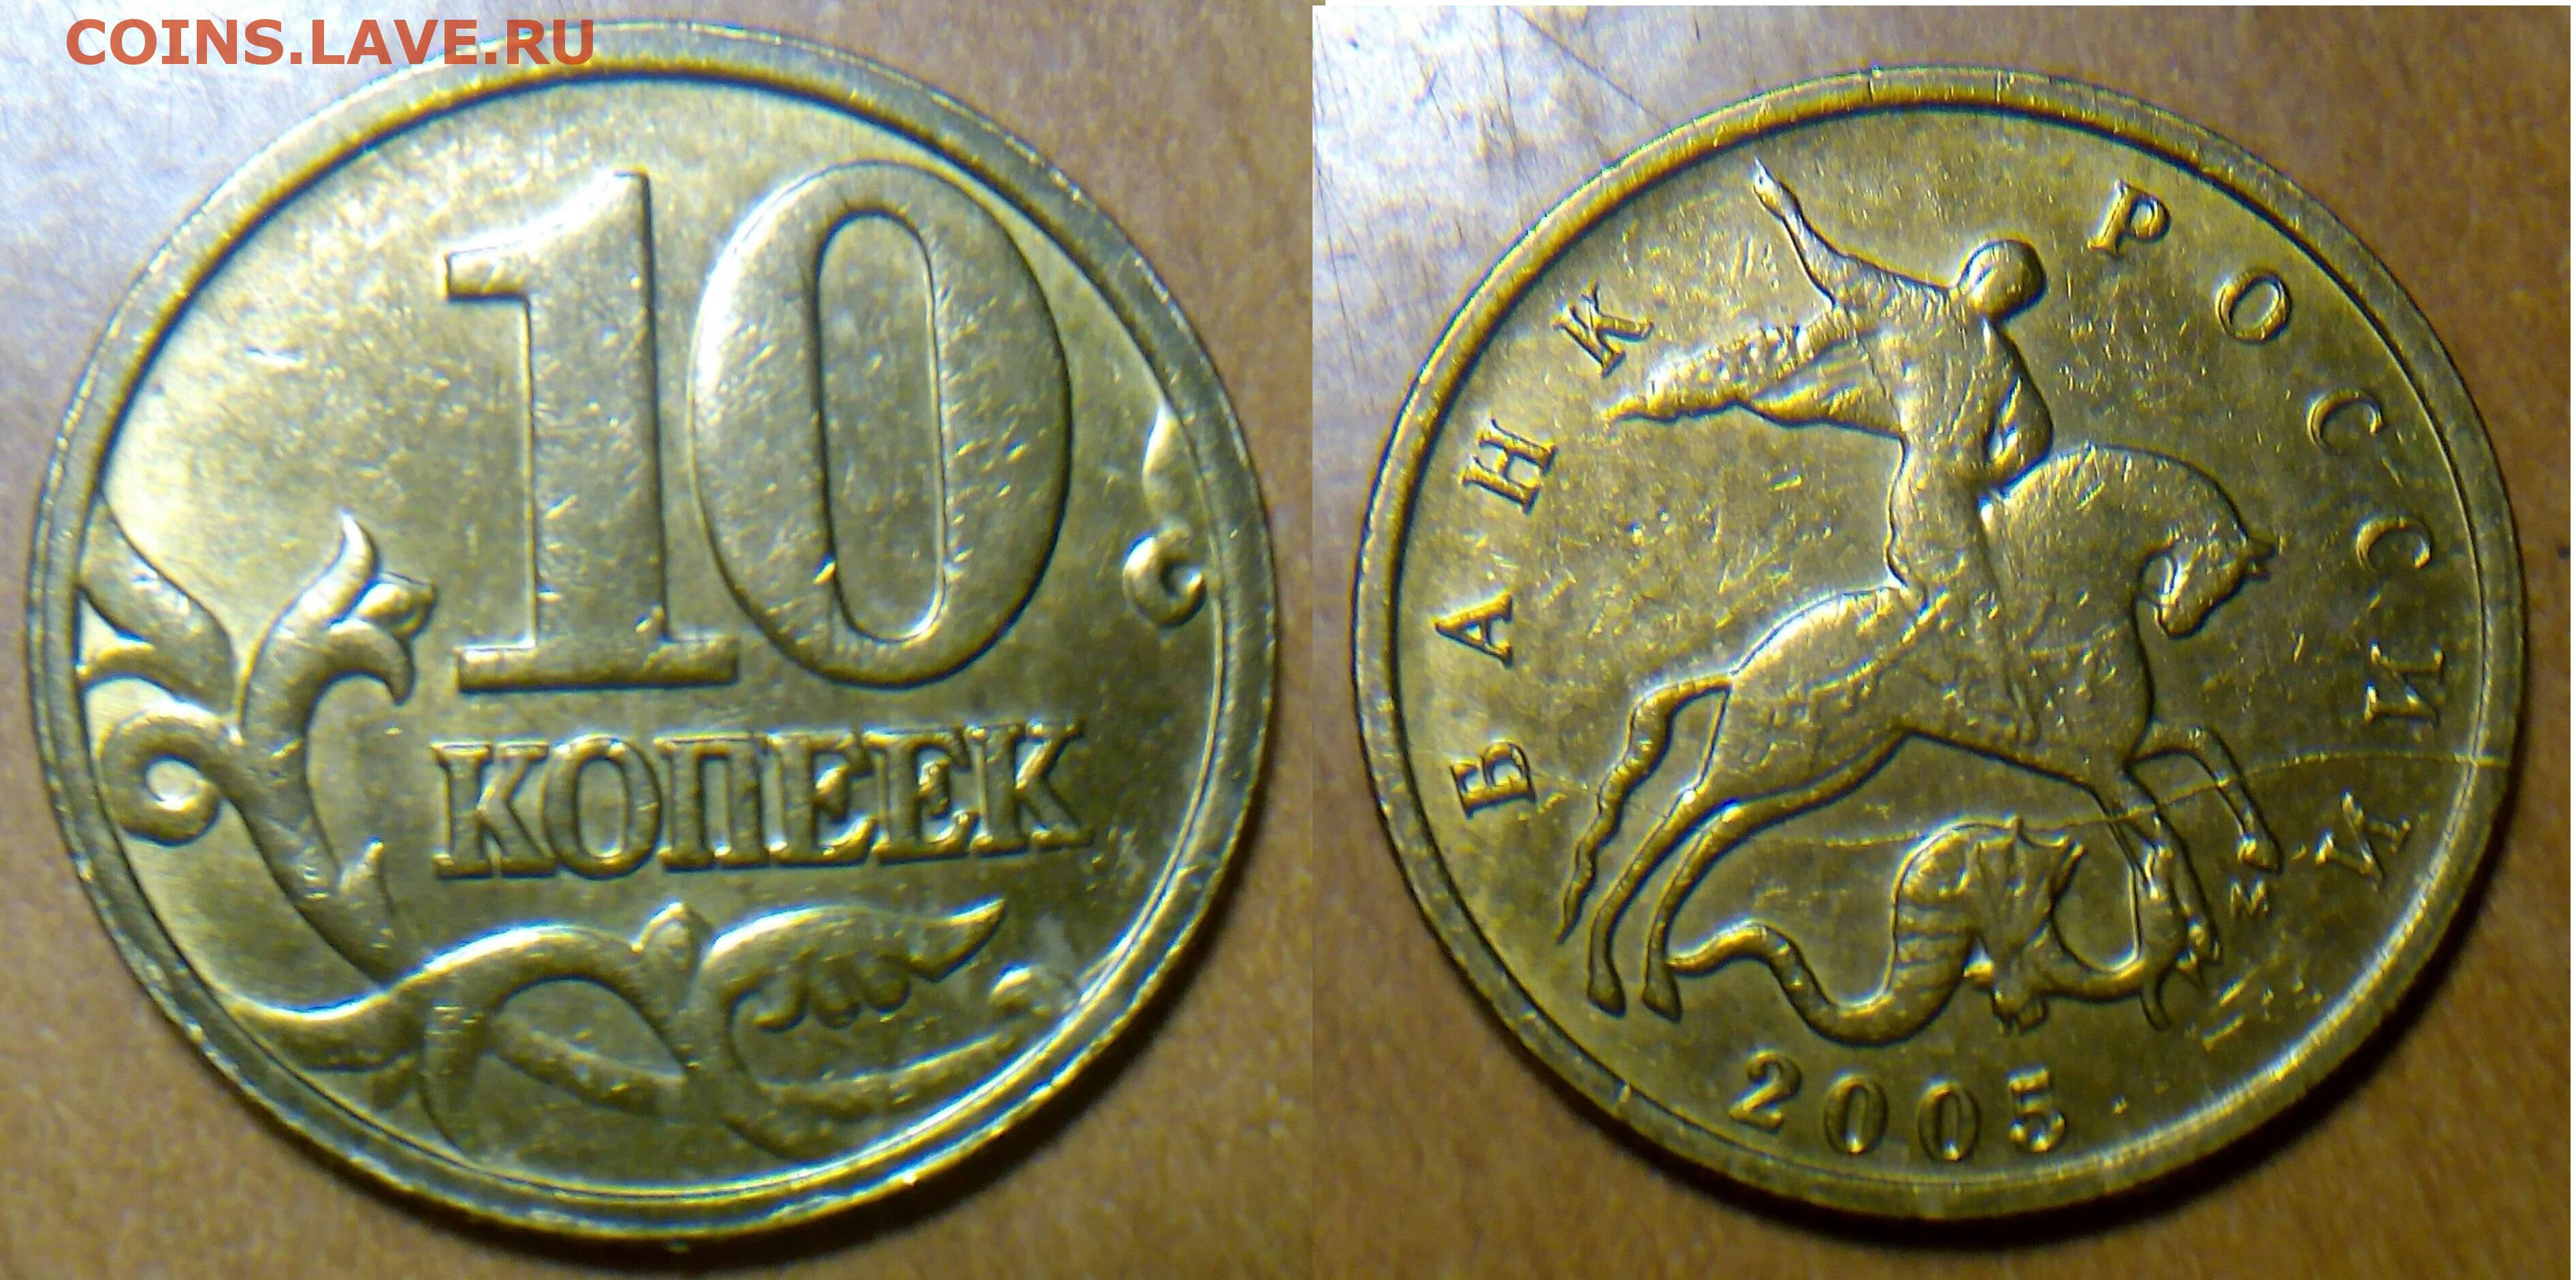 COINS.LAVE.RU
10
КОПЕЕК
БАНК РОССИИ
М
2005